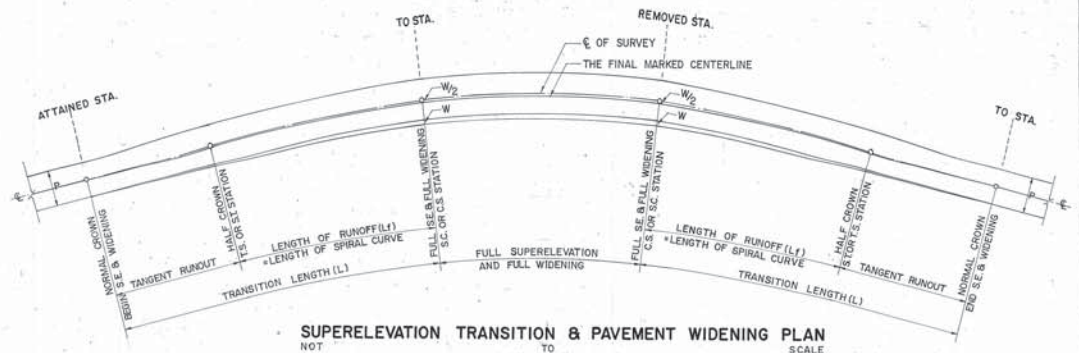 TO STA.
REMOVED STA.
℄ OF SURVEY
THE FINAL MARKED CENTERLINE
ATTAINED STA.
W/2
W/2
W
W
TO STA.
℄
P
P
℄
NORMAL CROWN
BEGIN S.E. & WIDENING
HALF CROWN
T.S. OR S.T. STATION
FULL S.E. & FULL WIDENING
S.C. OR C.S. STATION
FULL S.E. & FULL WIDENING
C.S. OR S.C. STATION
HALF CROWN
S.T. OR T.S. STATION
NORMAL CROWN
END S.E. & WIDENING
TANGENT RUNOUT
LENGTH OF RUNOFF (Lf)
*LENGTH OF SPIRAL CURVE
TRANSITION LENGTH (L)
FULL SUPERELEVATION
AND FULL WIDENING
LENGTH OF RUNOFF (Lf)
*LENGTH OF SPIRAL CURVE
TANGENT RUNOUT
TRANSITION LENGTH (L)
SUPERELEVATION TRANSITION & PAVEMENT WIDENING PLAN
NOT TO SCALE